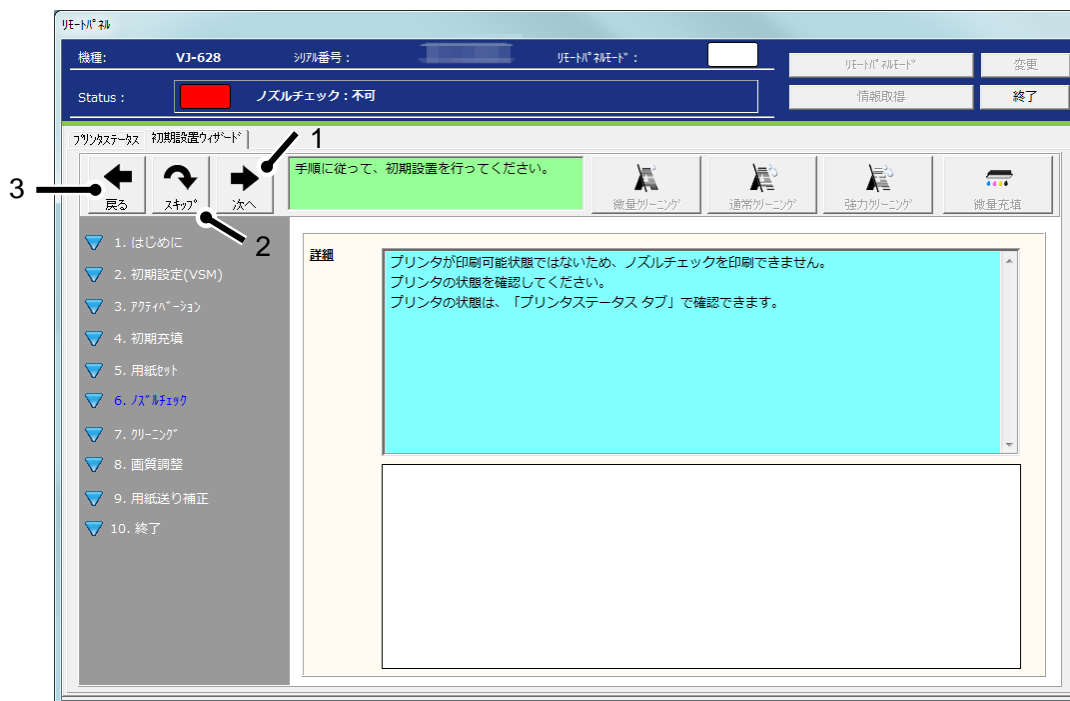 ﾘﾓｰﾄﾊﾟﾈﾙ
機種: VJ-628 ｼﾘｱﾙ番号： ﾘﾓｰﾄﾊﾟﾈﾙﾓｰﾄﾞ： ﾘﾓｰﾄﾊﾟﾈﾙﾓｰﾄﾞ 変更
Status： ノズルチェック：不可 情報取得 終了
ﾌﾟﾘﾝﾀｽﾃｰﾀｽ 初期設置ｳｨｻﾞｰﾄﾞ
1
手順に従って、初期設置を行ってください。
3
戻る ｽｷｯﾌﾟ 次へ 微量ｸﾘｰﾆﾝｸﾞ 通常ｸﾘｰﾆﾝｸﾞ 強力ｸﾘｰﾆﾝｸﾞ 微量充填
2
1. はじめに
2. 初期設定(VSM)
3. ｱｸﾃｨﾍﾞｰｼｮﾝ
4. 初期充填
5. 用紙ｾｯﾄ
6. ﾉｽﾞﾙﾁｪｯｸ
7. ｸﾘｰﾆﾝｸﾞ
8. 画質調整
9. 用紙送り補正
10. 終了
詳細
プリンタが印刷可能状態ではないため、ノズルチェックを印刷できません。
プリンタの状態を確認してください。
プリンタの状態は、「プリンタステータス タブ」で確認できます。